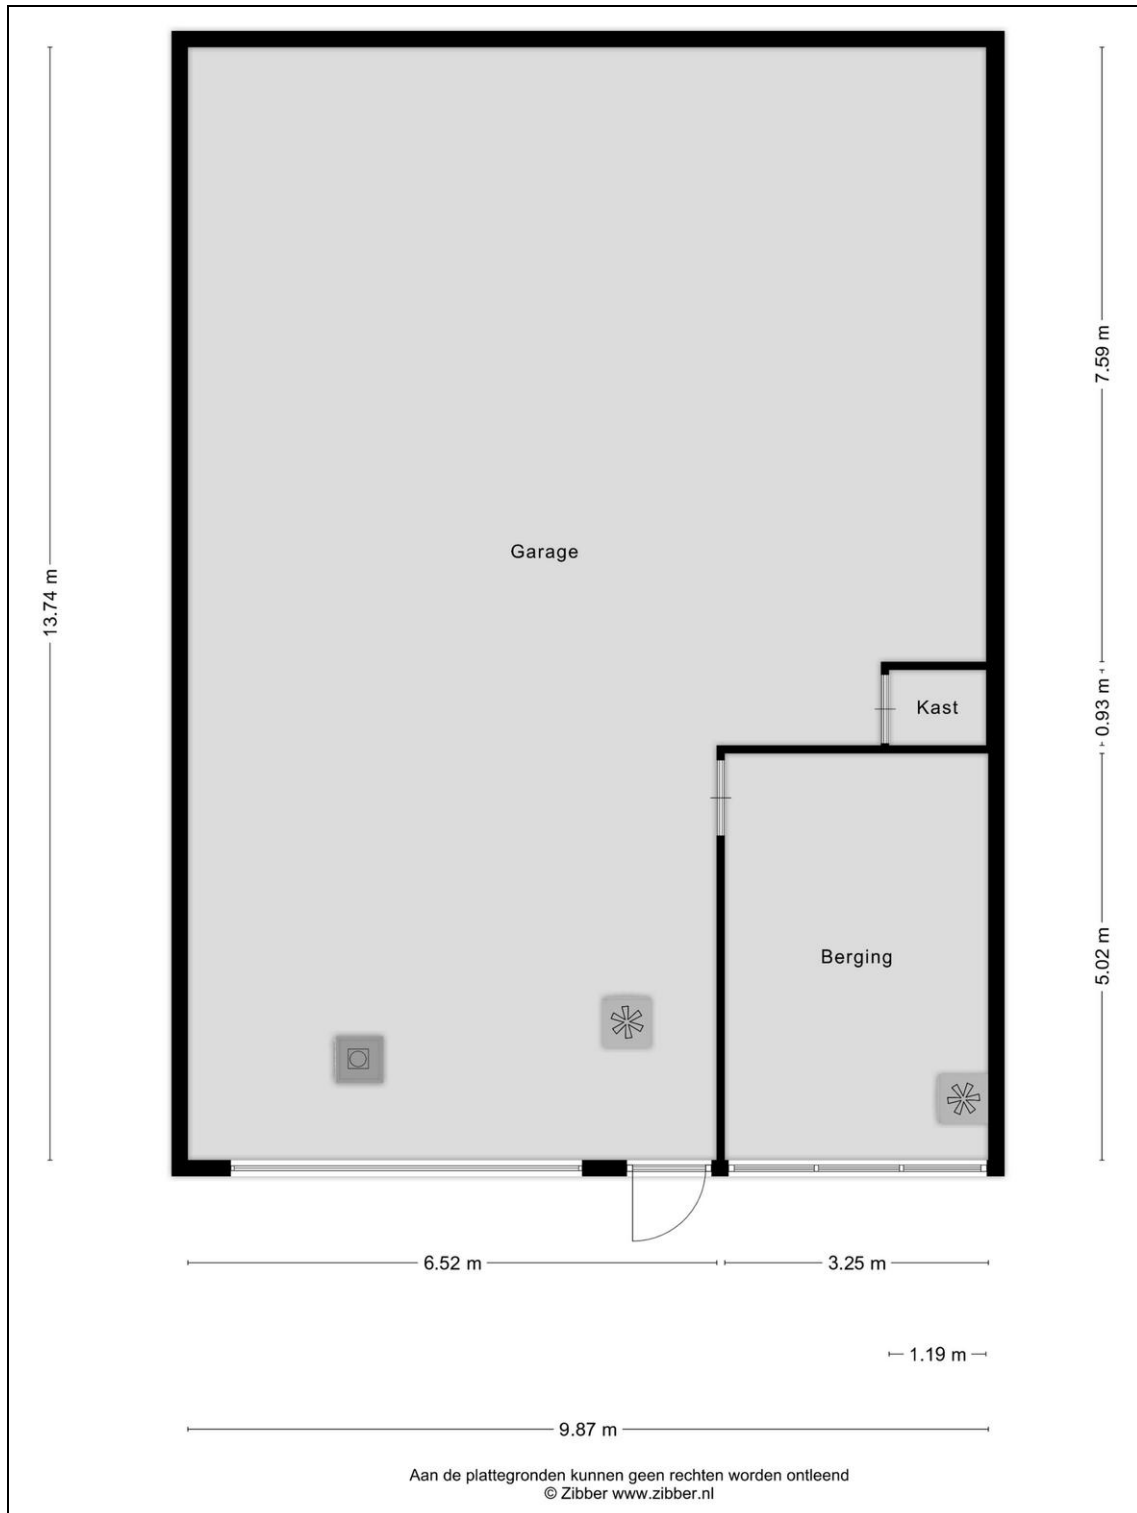 7.59 m
Garage
13.74 m
0.93 m
Kast
5.02 m
Berging
6.52 m
3.25 m
1.19 m
9.87 m
Aan de plattegronden kunnen geen rechten worden ontleend
© Zibber www.zibber.nl